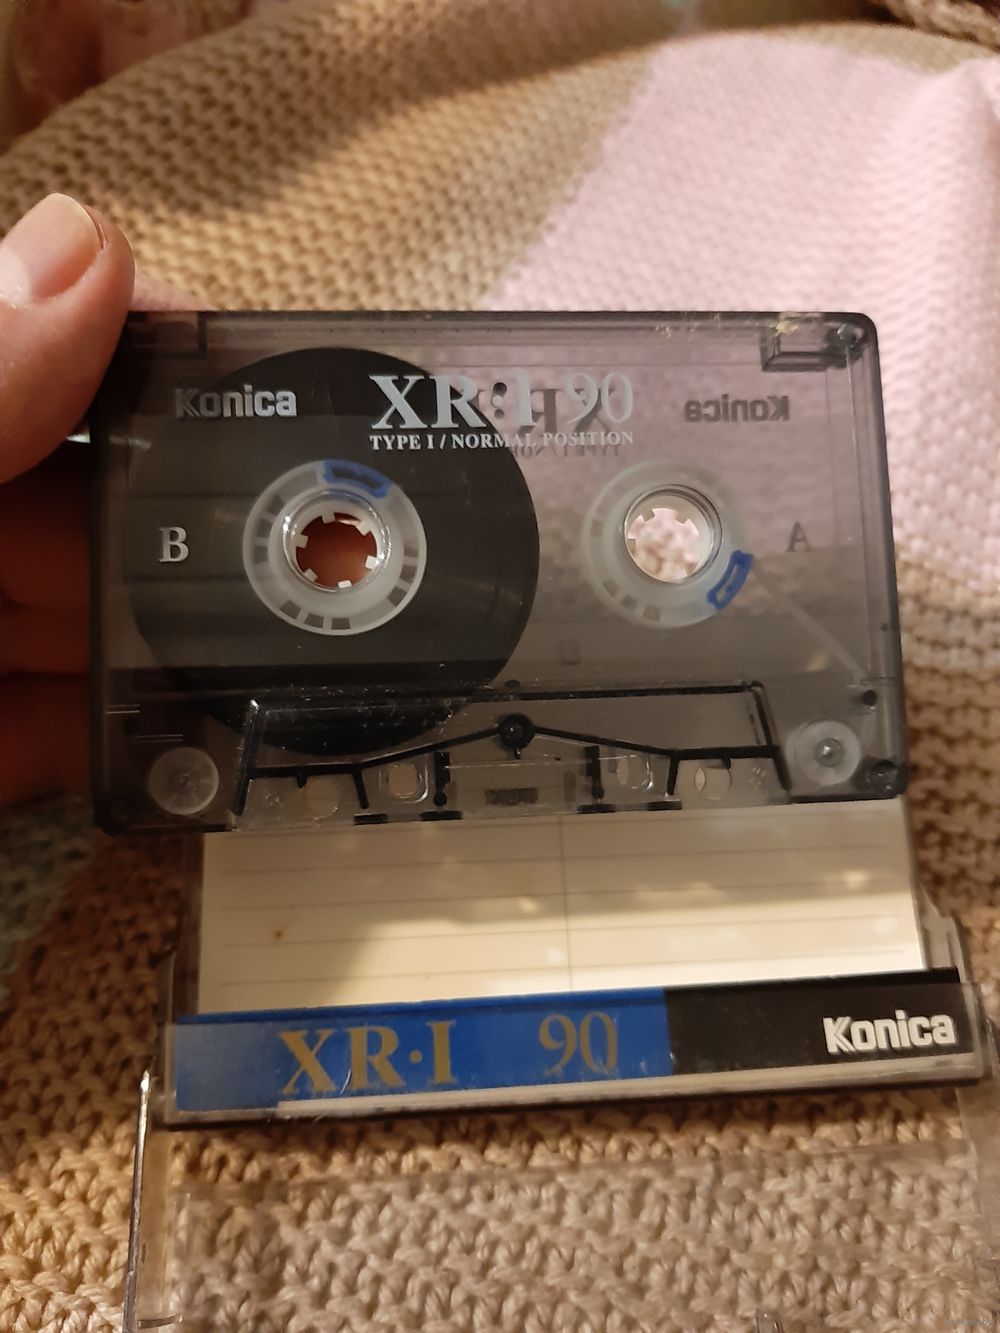 Konica
XR·I 90
TYPE I / NORMAL POSITION
Konica
B
A
XR·I 90
Konica